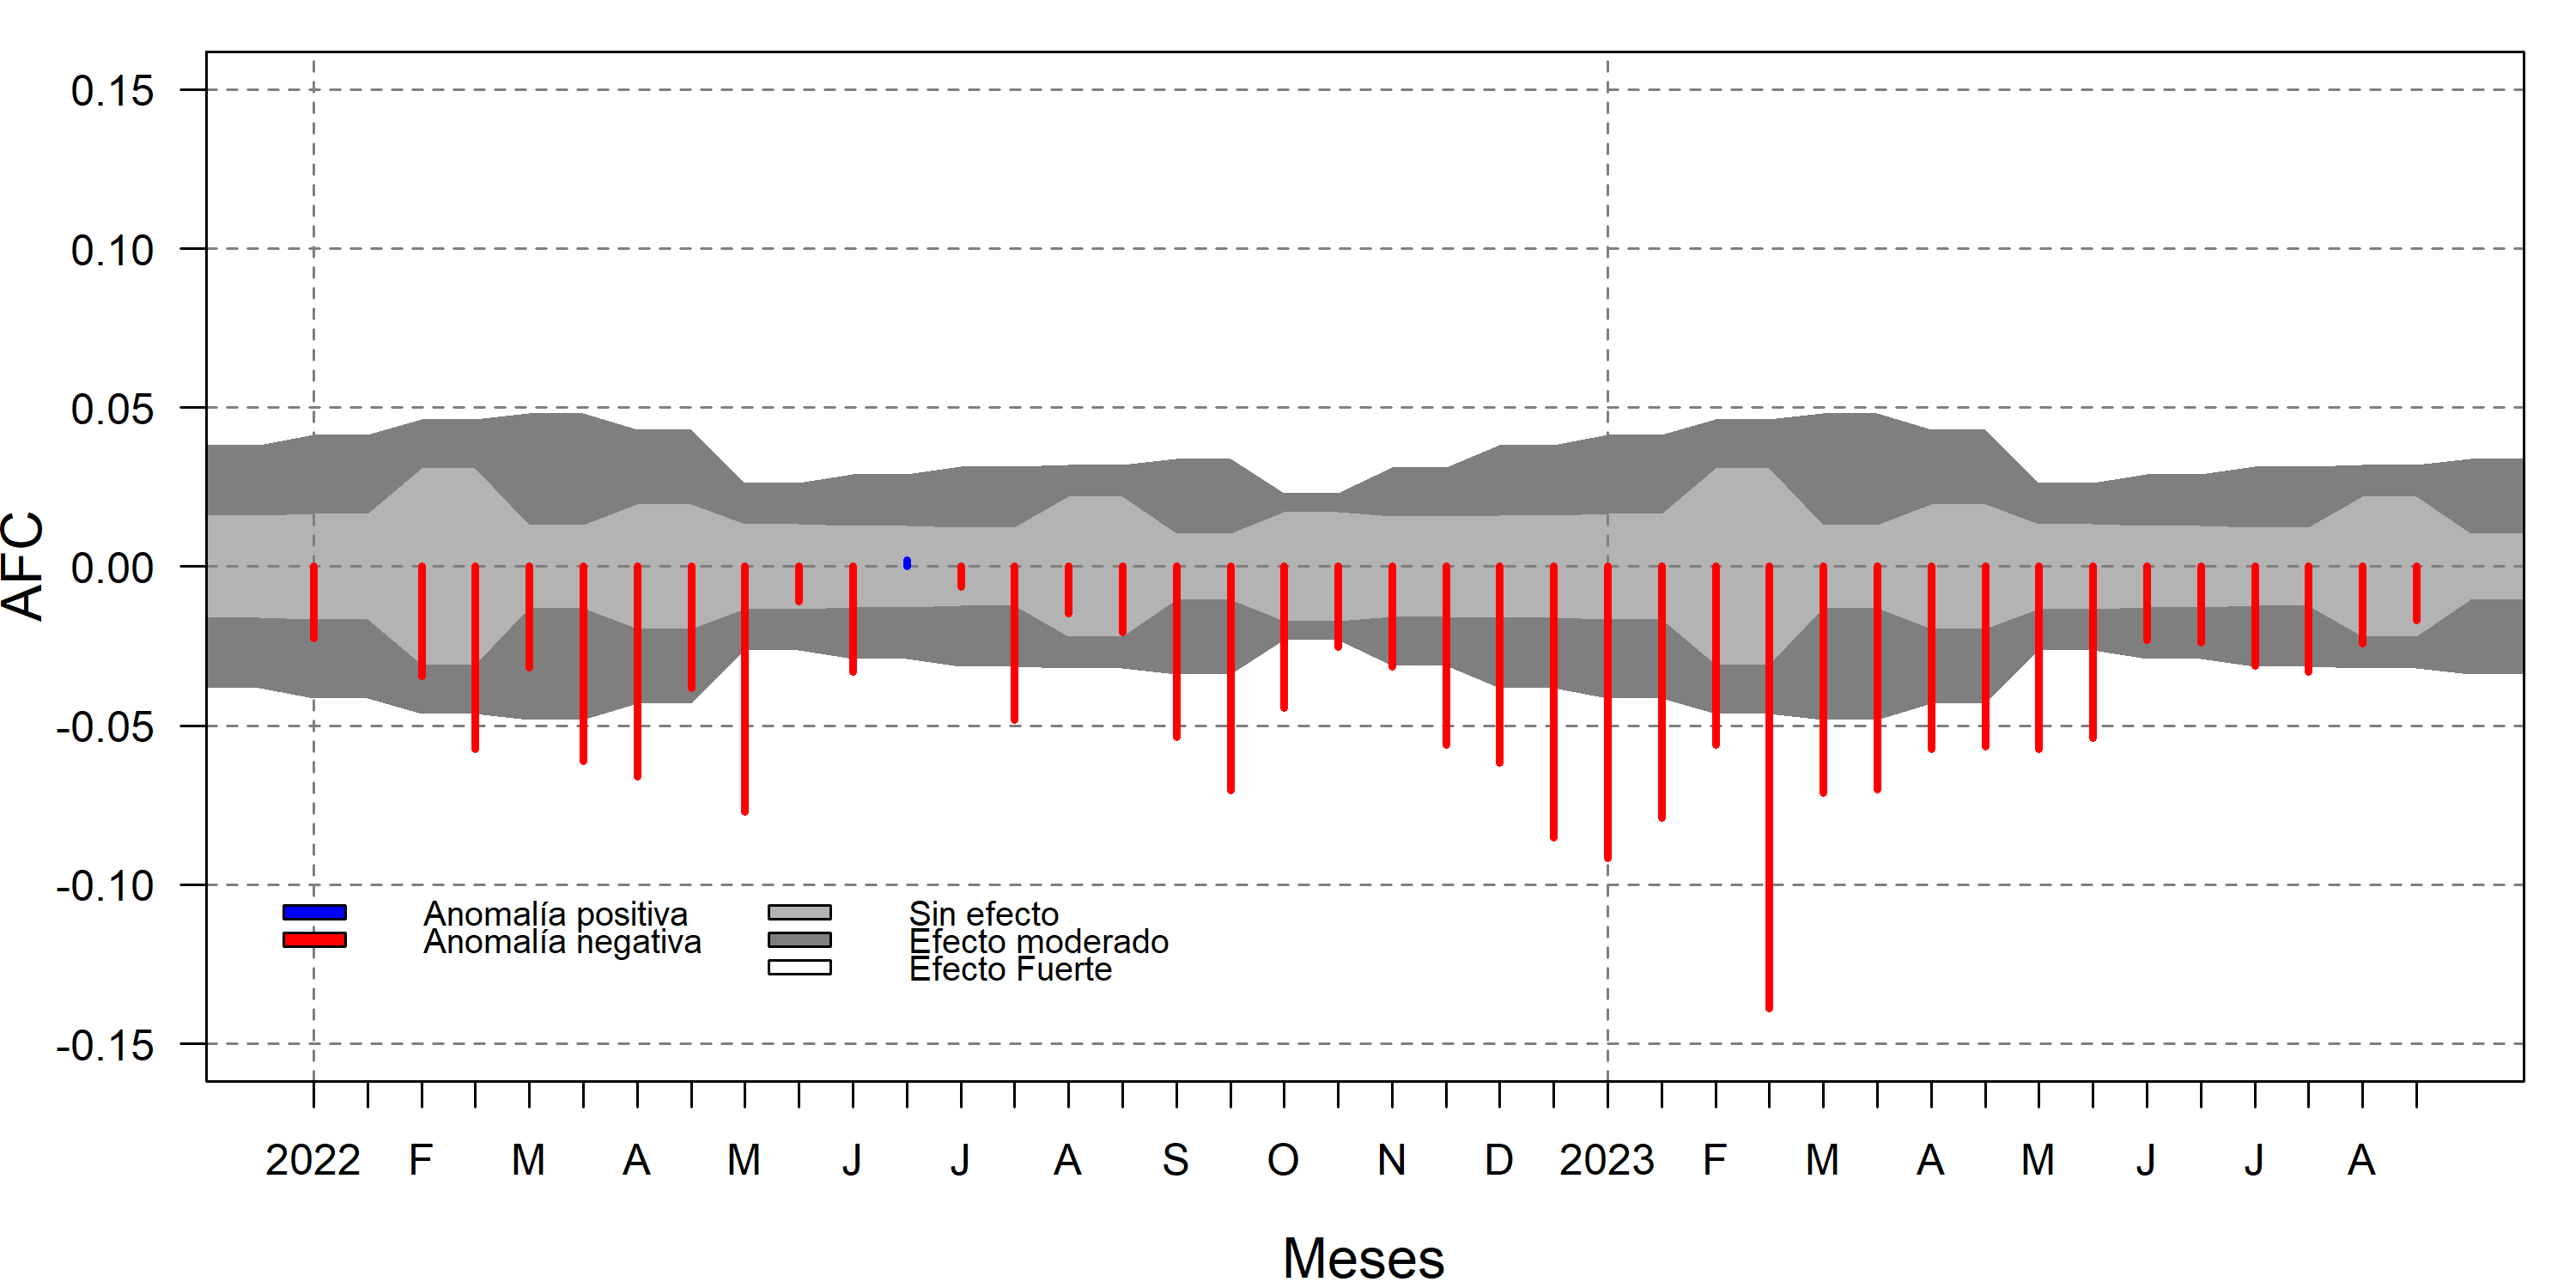 0.15
0.10
0.05
0.00
-0.05
-0.10
-0.15
AFC
Anomalía positiva
Anomalía negativa
Sin efecto
Efecto moderado
Efecto Fuerte
2022 F M A M J J A S O N D 2023 F M A M J J A
Meses